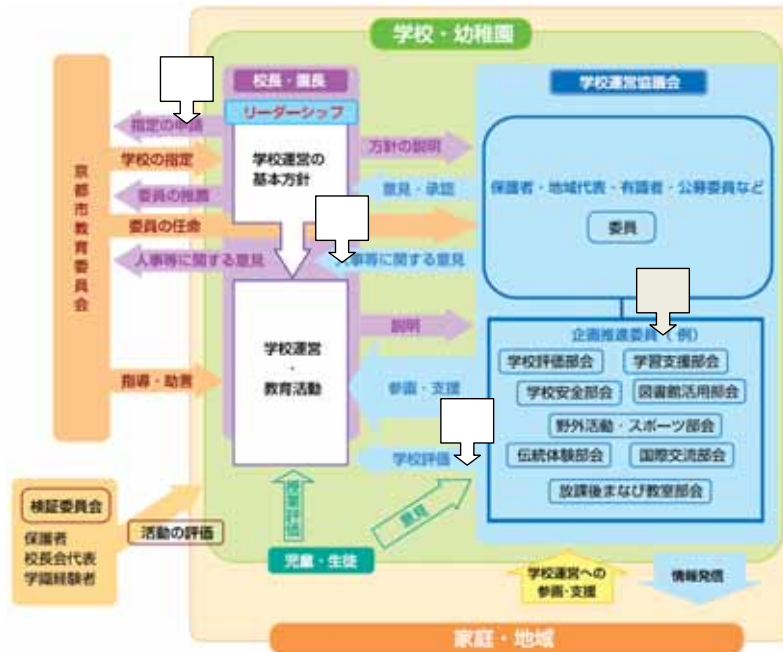 学校・幼稚園
校長・園長
リーダーシップ
学校運営の
基本方針
学校運営協議会
京都市教育委員会
指定の申請
学校の指定
委員の推薦
委員の任命
人事等に関する意見
指導・助言
方針の説明
意見・承認
人事等に関する意見
保護者・地域代表・有識者・公募委員など
委員
学校運営
・
教育活動
説明
参画・支援
学校評価
企画推進委員(例)
学校評価部会
学習支援部会
学校安全部会
図書館活用部会
野外活動・スポーツ部会
伝統体験部会
国際交流部会
放課後まなび教室部会
検証委員会
保護者
校長会代表
学識経験者
活動の評価
授業評価
意見
児童・生徒
学校運営への
参画・支援
情報発信
家庭・地域